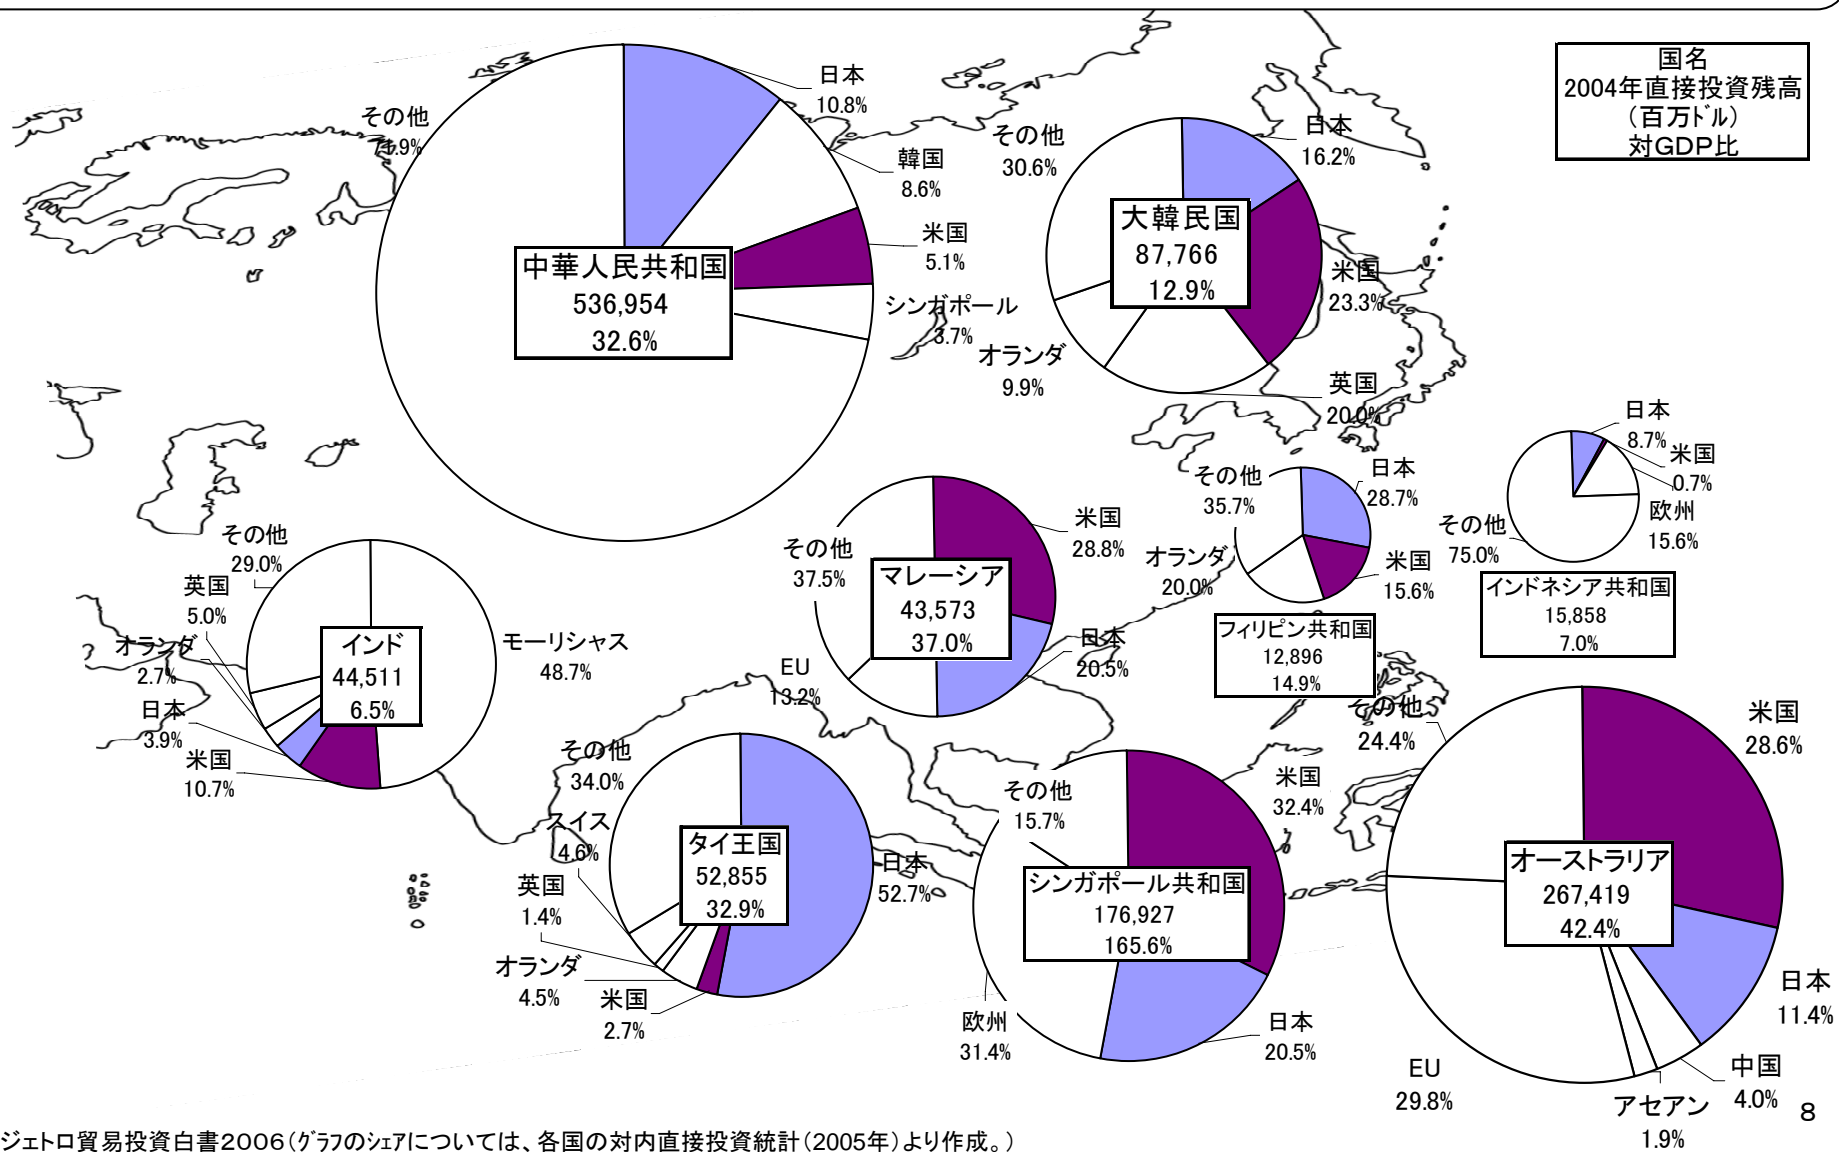 国名
2004年直接投資残高
（百万ﾄﾞﾙ）
対GDP比
日本
10.8%
韓国
8.6%
米国
5.1%
シンガポール
3.7%
その他
71.9%
中華人民共和国
536,954
32.6%
その他
30.6%
日本
16.2%
米国
23.3%
英国
20.0%
オランダ
9.9%
大韓民国
87,766
12.9%
日本
8.7%
米国
0.7%
欧州
15.6%
その他
75.0%
インドネシア共和国
15,858
7.0%
その他
35.7%
日本
28.7%
米国
15.6%
オランダ
20.0%
フィリピン共和国
12,896
14.9%
その他
37.5%
米国
28.8%
日本
20.5%
EU
13.2%
マレーシア
43,573
37.0%
その他
29.0%
英国
5.0%
オランダ
2.7%
日本
3.9%
米国
10.7%
モーリシャス
48.7%
インド
44,511
6.5%
その他
34.0%
スイス
4.6%
英国
1.4%
オランダ
4.5%
米国
2.7%
日本
52.7%
タイ王国
52,855
32.9%
その他
15.7%
米国
32.4%
日本
20.5%
欧州
31.4%
シンガポール共和国
176,927
165.6%
その他
24.4%
米国
28.6%
日本
11.4%
中国
4.0%
アセアン
1.9%
EU
29.8%
オーストラリア
267,419
42.4%
8
ジェトロ貿易投資白書2006（ｸﾞﾗﾌのｼｪｱについては、各国の対内直接投資統計（2005年）より作成。）